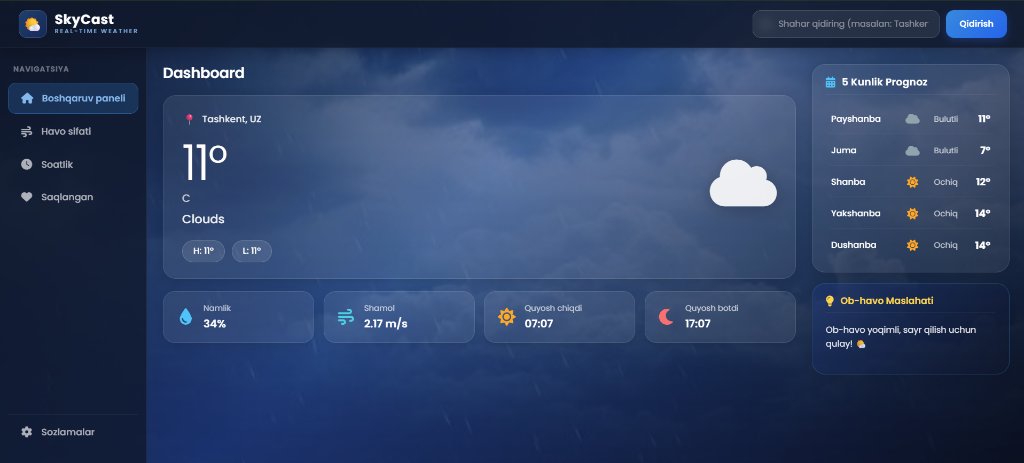 SkyCast
REAL-TIME WEATHER
Shahar qidiring (masalan: Tashker
Qidirish
NAVIGATSIYA
Boshqaruv paneli
Havo sifati
Soatlik
Saqlangan
Sozlamalar
Dashboard
Tashkent, UZ
11°
C
Clouds
H: 11°
L: 11°
Namlik
34%
Shamol
2.17 m/s
Quyosh chiqdi
07:07
Quyosh botdi
17:07
5 Kunlik Prognoz
Payshanba Bulutli 11°
Juma Bulutli 7°
Shanba Ochiq 12°
Yakshanba Ochiq 14°
Dushanba Ochiq 14°
Ob-havo Maslahati
Ob-havo yoqimli, sayr qilish uchun
qulay!